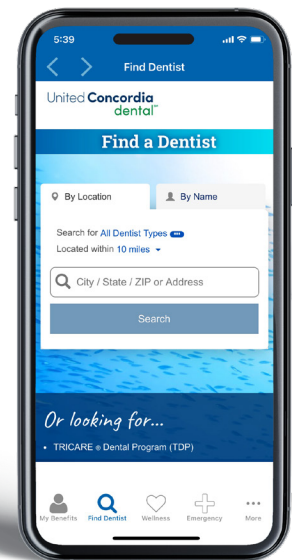 5:39
Find Dentist
United Concordia
dental℠
Find a Dentist
By Location
By Name
Search for All Dentist Types
Located within 10 miles
City / State / ZIP or Address
Search
Or looking for...
• TRICARE ® Dental Program (TDP)
My Benefits
Find Dentist
Wellness
Emergency
More